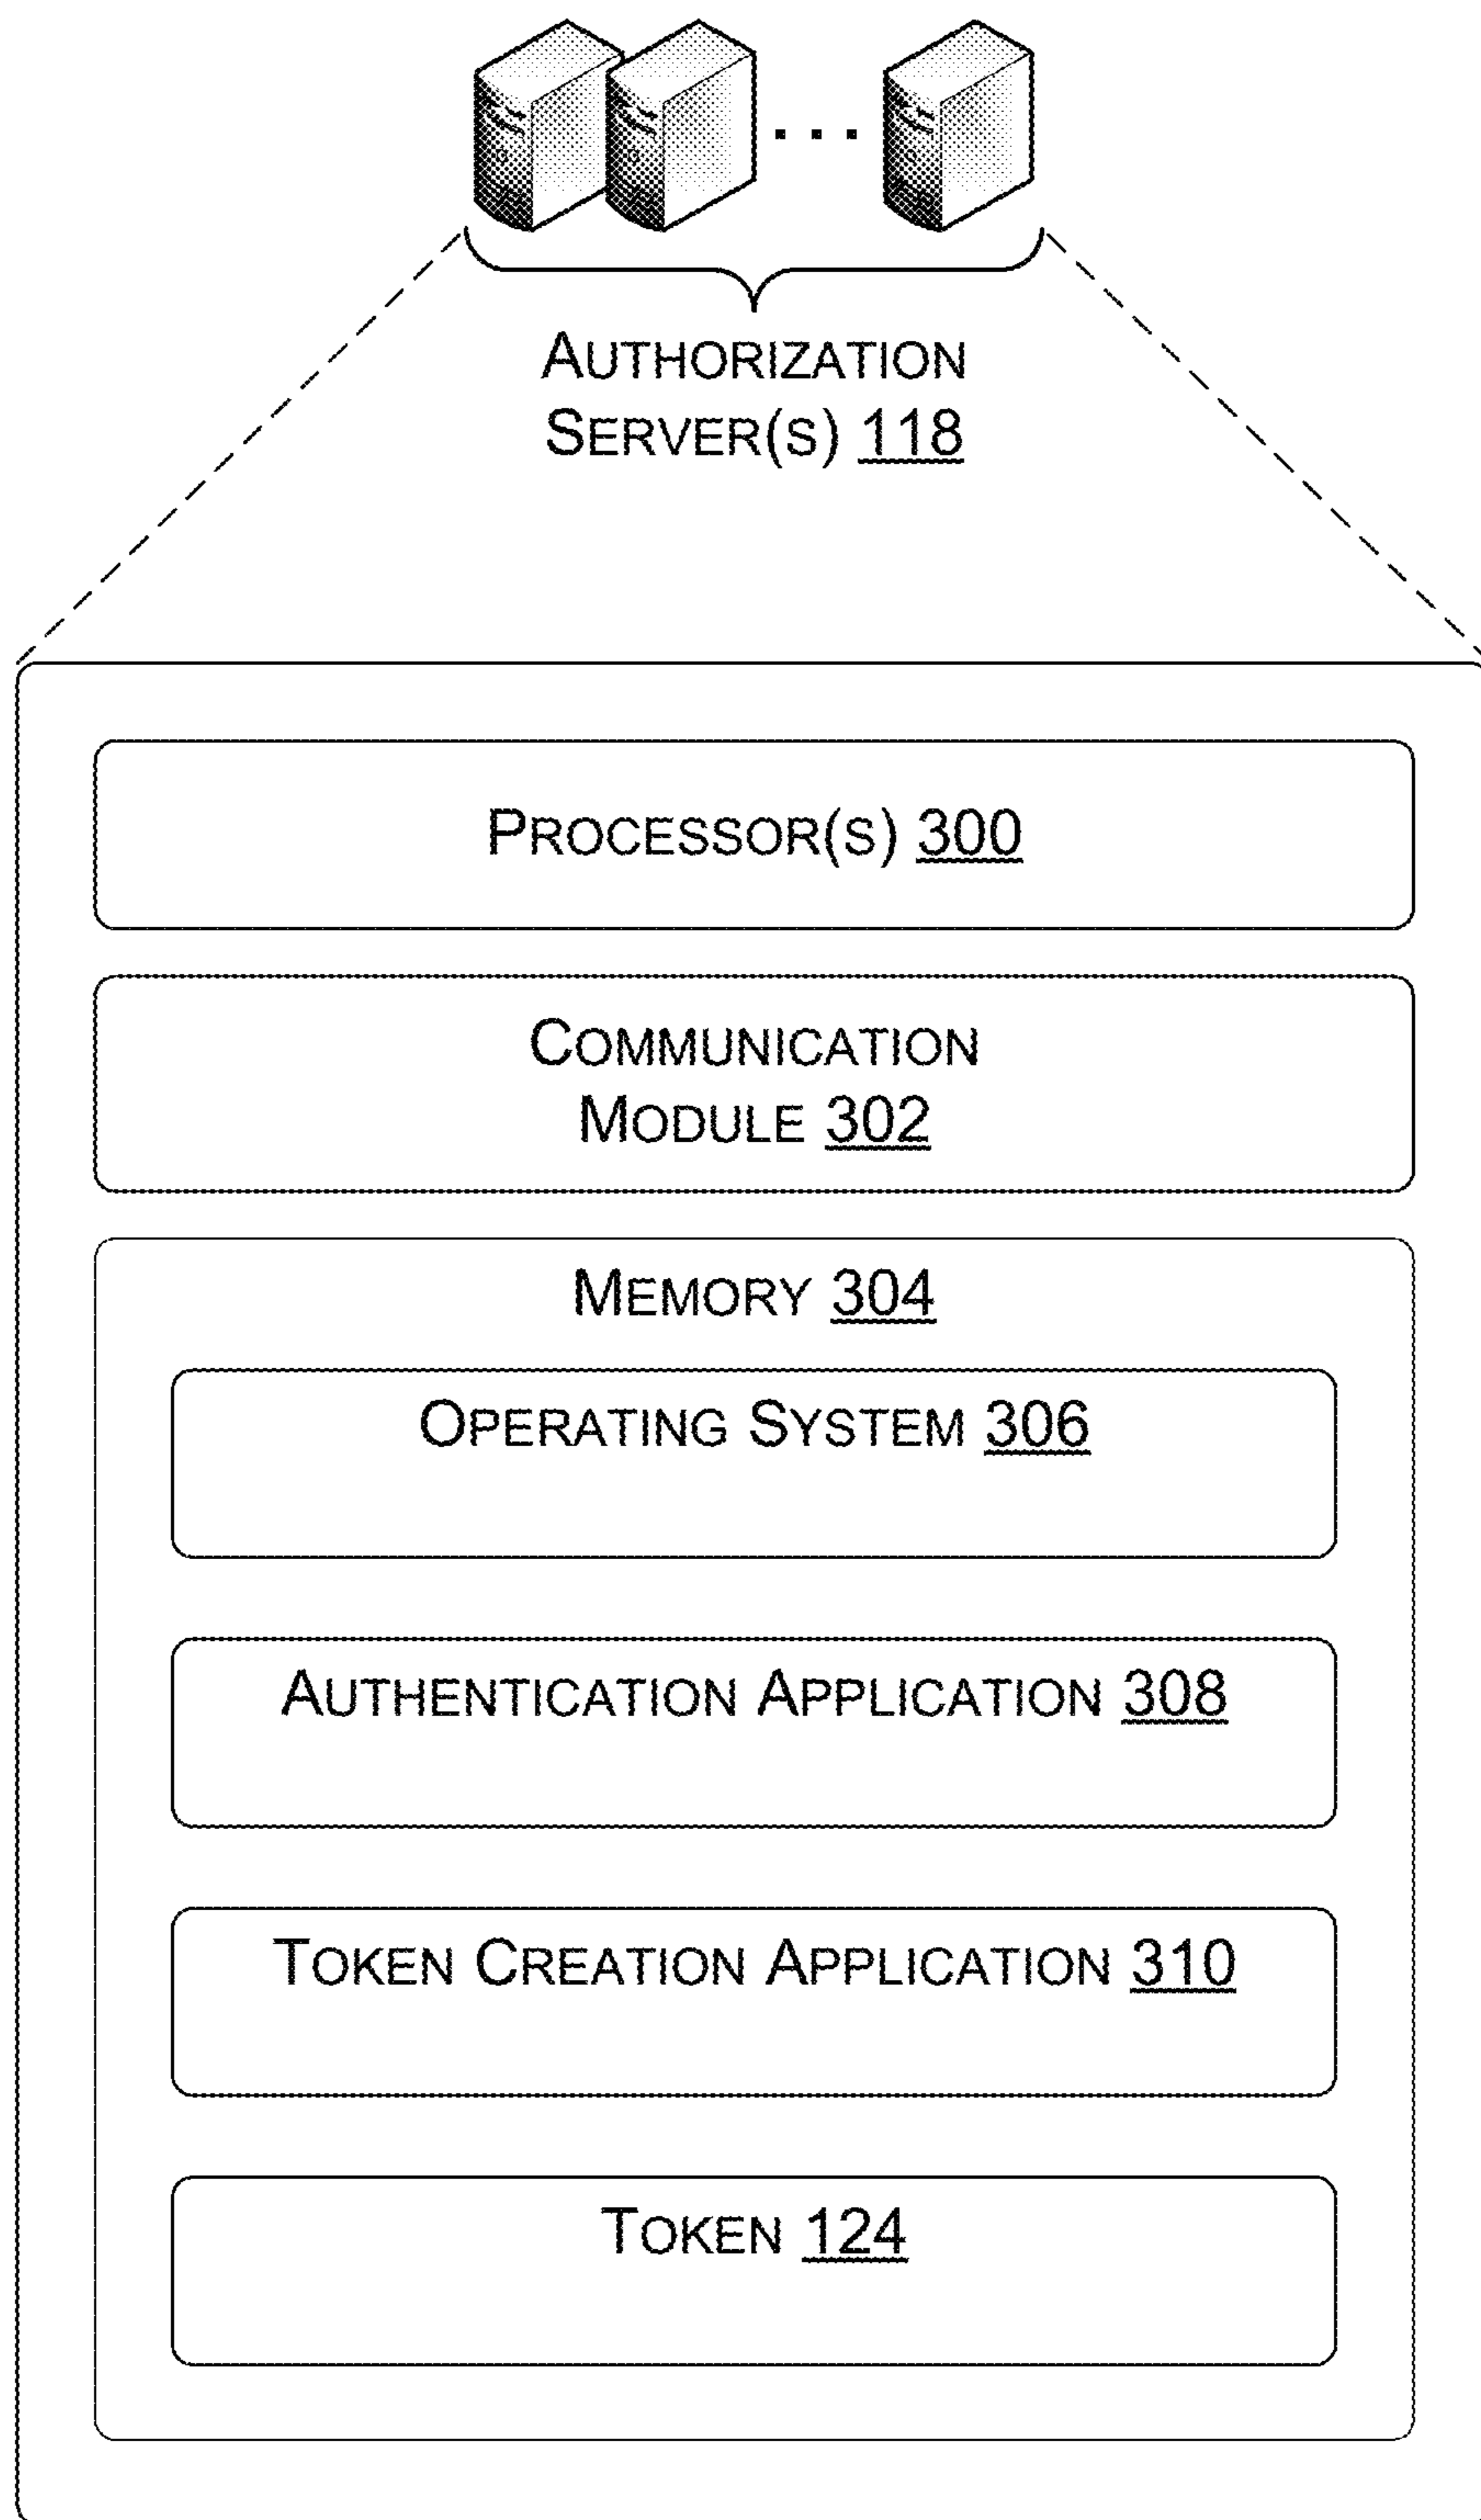 AUTHORIZATION
SERVER(S) 118
PROCESSOR(S) 300
COMMUNICATION
MODULE 302
MEMORY 304
OPERATING SYSTEM 306
AUTHENTICATION APPLICATION 308
TOKEN CREATION APPLICATION 310
TOKEN 124